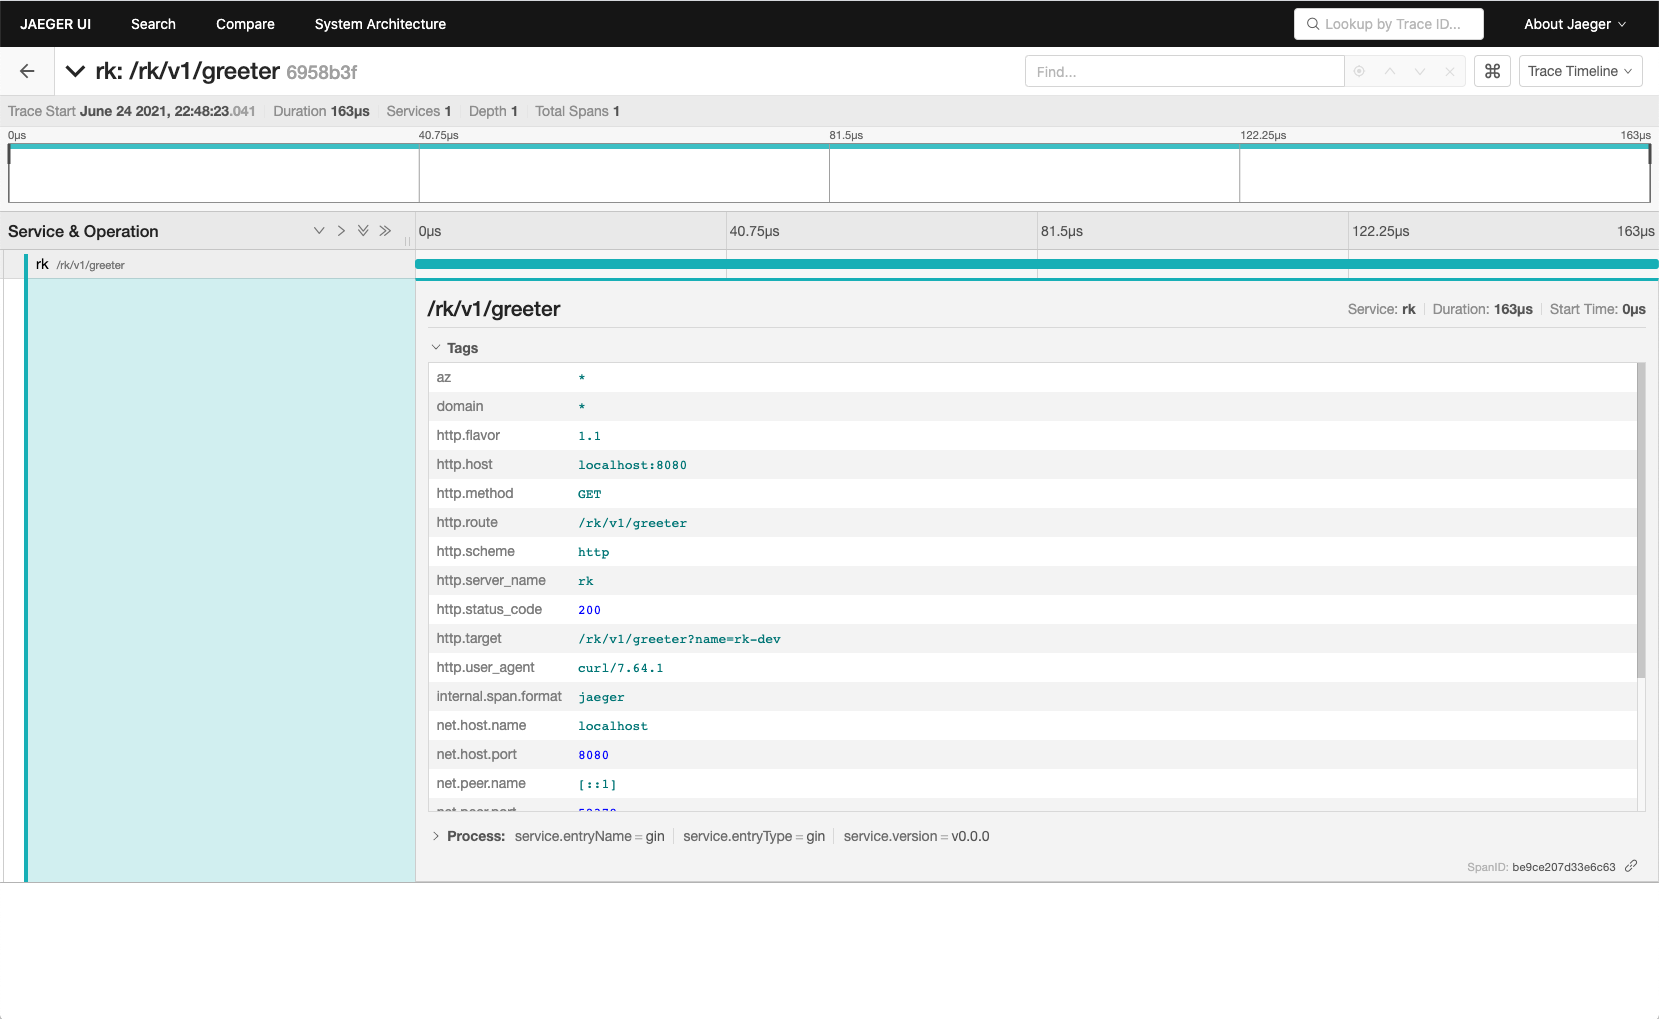 JAEGER UI Search Compare System Architecture Lookup by Trace ID... About Jaeger
rk: /rk/v1/greeter 6958b3f Find... ⌘ Trace Timeline
Trace Start June 24 2021, 22:48:23.041 Duration 163μs Services 1 Depth 1 Total Spans 1
0μs 40.75μs 81.5μs 122.25μs 163μs
Service & Operation 0μs 40.75μs 81.5μs 122.25μs 163μs
rk /rk/v1/greeter
/rk/v1/greeter Service: rk Duration: 163μs Start Time: 0μs
Tags
az *
domain *
http.flavor 1.1
http.host localhost:8080
http.method GET
http.route /rk/v1/greeter
http.scheme http
http.server_name rk
http.status_code 200
http.target /rk/v1/greeter?name=rk-dev
http.user_agent curl/7.64.1
internal.span.format jaeger
net.host.name localhost
net.host.port 8080
net.peer.name [::1]
net.peer.port
Process: service.entryName = gin service.entryType = gin service.version = v0.0.0
SpanID: be9ce207d33e6c63